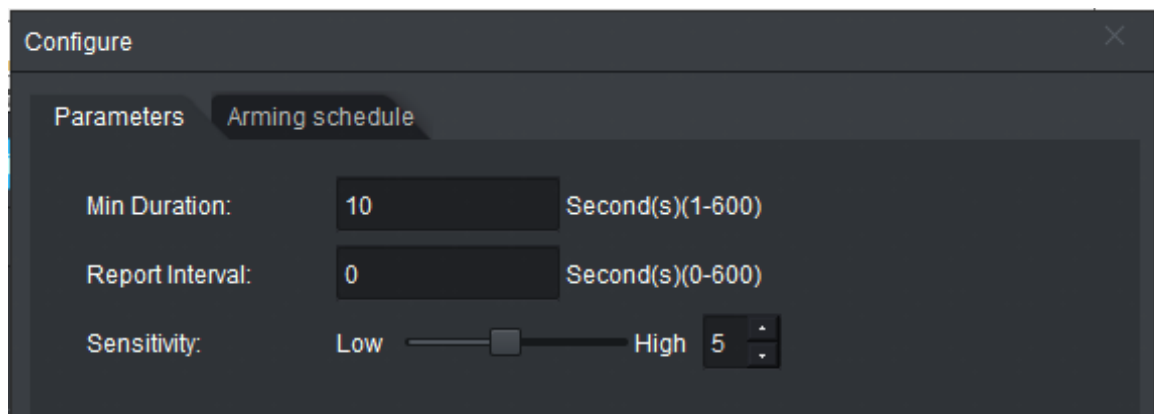 Configure
Parameters Arming schedule
Min Duration: 10 Second(s)(1-600)
Report Interval: 0 Second(s)(0-600)
Sensitivity: Low High 5